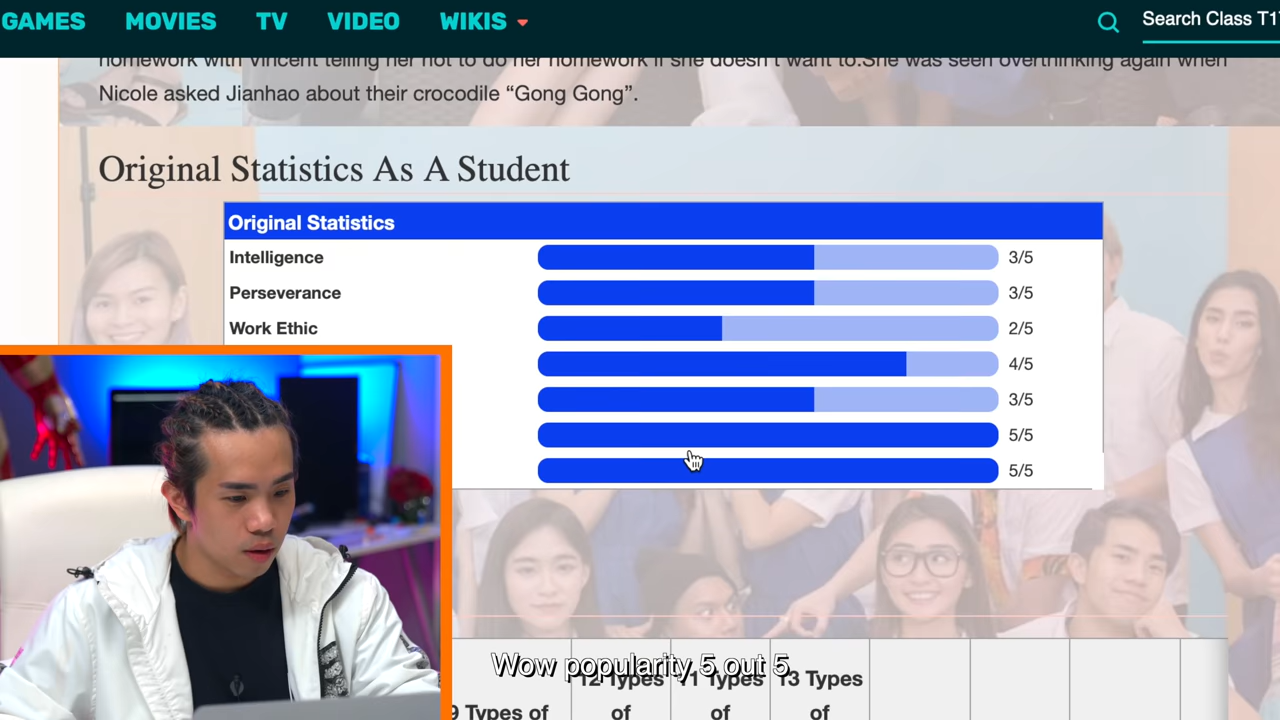 GAMES MOVIES TV VIDEO WIKIS Search Class T1
homework with Vincent telling her not to do her homework if she doesn't want to.She was seen overthinking again when
Nicole asked Jianhao about their crocodile “Gong Gong”.
Original Statistics As A Student
Original Statistics
Intelligence 3/5
Perseverance 3/5
Work Ethic 2/5
4/5
3/5
5/5
5/5
Wow popularity 5 out 5
12 Types 11 Types 13 Types
9 Types of of of of